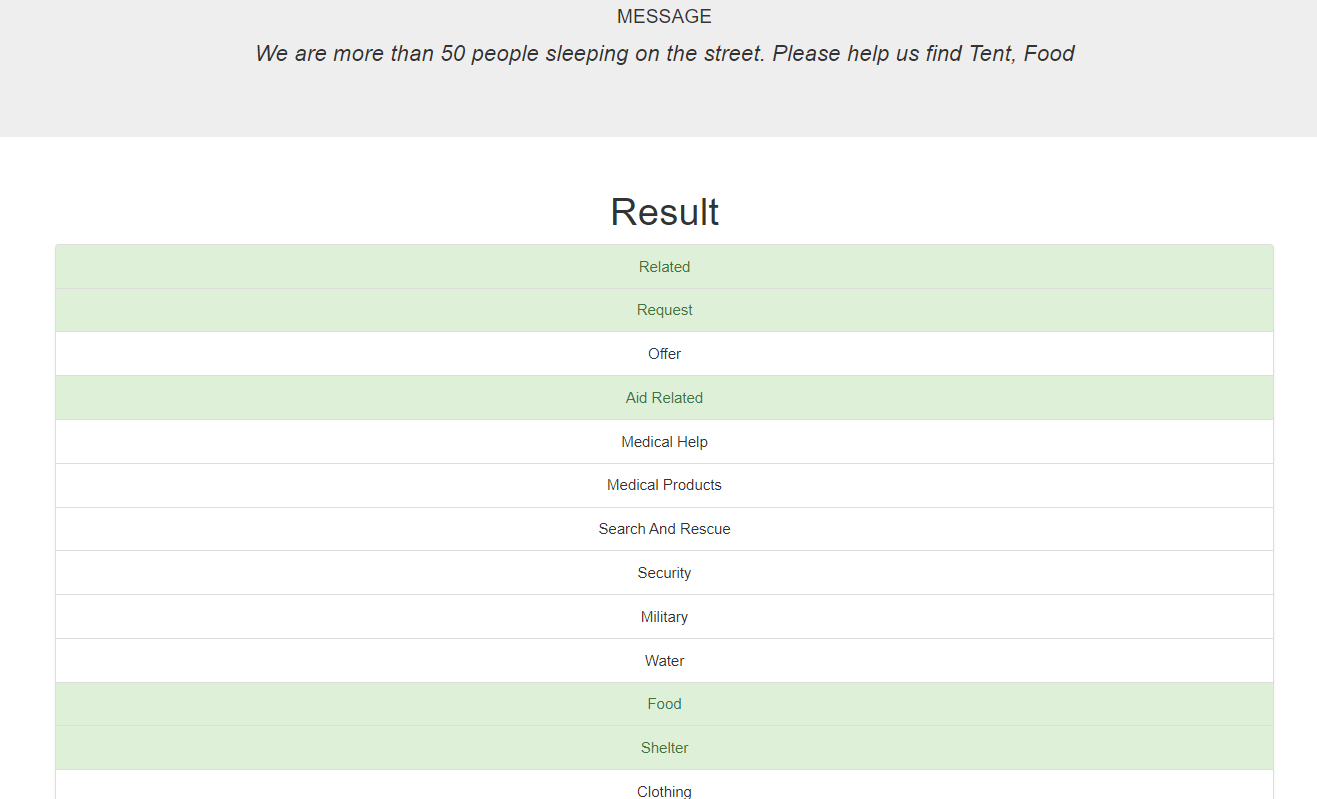 MESSAGE
We are more than 50 people sleeping on the street. Please help us find Tent, Food
Result
Related
Request
Offer
Aid Related
Medical Help
Medical Products
Search And Rescue
Security
Military
Water
Food
Shelter
Clothing